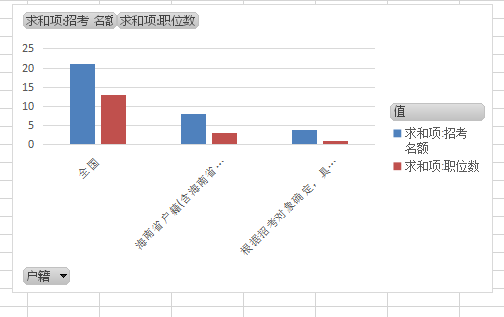 求和项:招考 名额 求和项:职位数
25
20
15
10
5
0
全国
海南省户籍(含海南省...
根据招考对象确定，具...
值
求和项:招考
名额
求和项:职位数
户籍